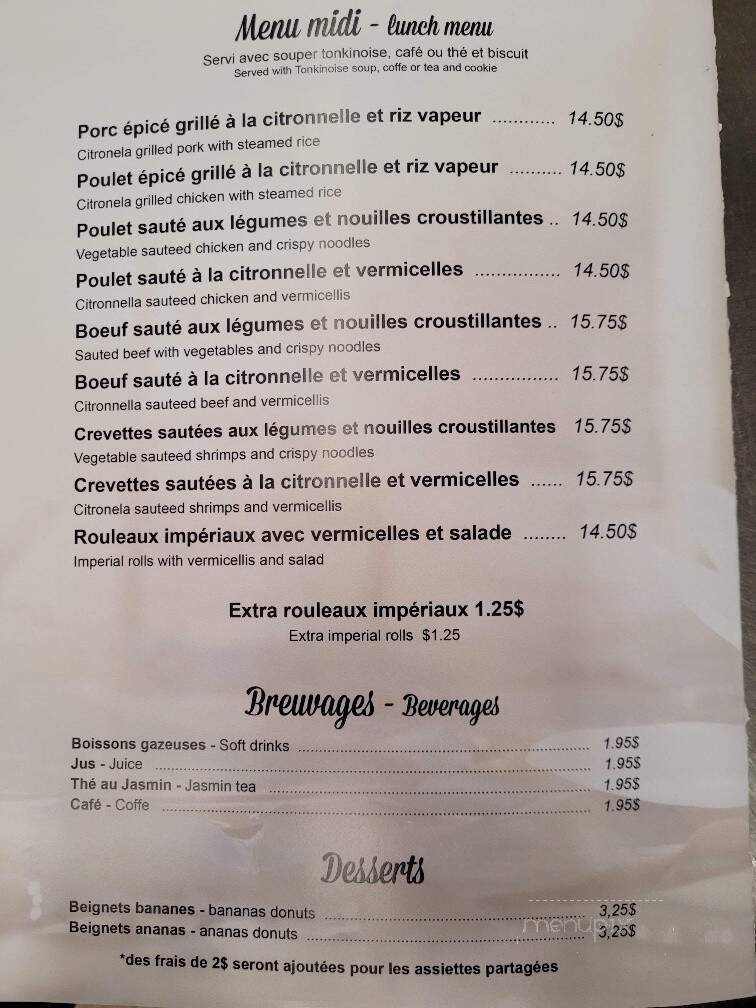 Menu midi - lunch menu
Servi avec souper tonkinoise, café ou thé et biscuit
Served with Tonkinoise soup, coffe or tea and cookie
Porc épicé grillé à la citronnelle et riz vapeur ............ 14.50$
Citronela grilled pork with steamed rice
Poulet épicé grillé à la citronnelle et riz vapeur .......... 14.50$
Citronela grilled chicken with steamed rice
Poulet sauté aux légumes et nouilles croustillantes .. 14.50$
Vegetable sauteed chicken and crispy noodles
Poulet sauté à la citronnelle et vermicelles ................ 14.50$
Citronnella sauteed chicken and vermicellis
Boeuf sauté aux légumes et nouilles croustillantes .. 15.75$
Sauted beef with vegetables and crispy noodles
Boeuf sauté à la citronnelle et vermicelles ................ 15.75$
Citronnella sauteed beef and vermicellis
Crevettes sautées aux légumes et nouilles croustillantes 15.75$
Vegetable sauteed shrimps and crispy noodles
Crevettes sautées à la citronnelle et vermicelles ...... 15.75$
Citronela sauteed shrimps and vermicellis
Rouleaux impériaux avec vermicelles et salade ........ 14.50$
Imperial rolls with vermicellis and salad
Extra rouleaux impériaux 1.25$
Extra imperial rolls $1.25
Breuvages - Beverages
Boissons gazeuses - Soft drinks ........ 1.95$
Jus - Juice ........ 1.95$
Thé au Jasmin - Jasmin tea ........ 1.95$
Café - Coffe ........ 1.95$
Desserts
Beignets bananes - bananas donuts ........ 3,25$
Beignets ananas - ananas donuts ........ 3,25$
menupix
*des frais de 2$ seront ajoutées pour les assiettes partagées